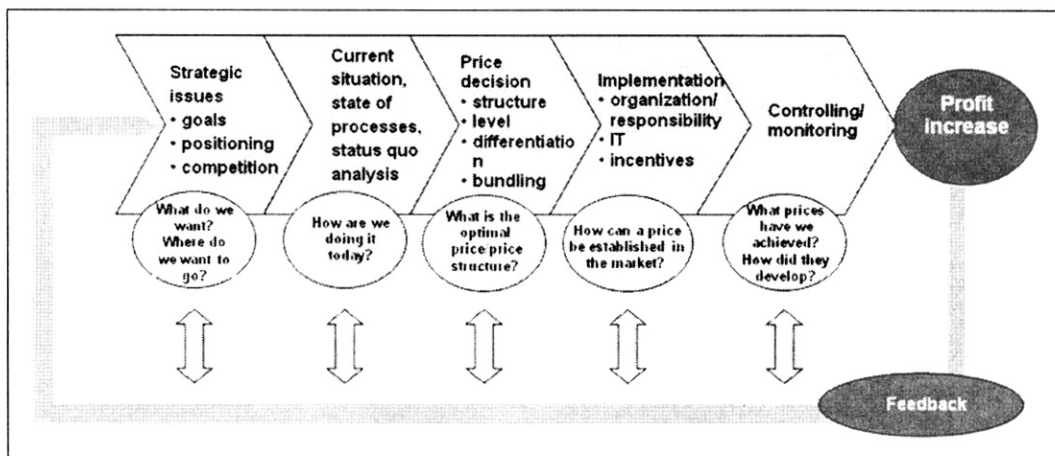 Strategic
issues
• goals
• positioning
• competition
Current
situation,
state of
processes,
status quo
analysis
Price
decision
• structure
• level
• differentiatio
n
• bundling
Implementation
• organization/
responsibility
• IT
• incentives
Controlling/
monitoring
Profit
increase
What do we
want?
Where do
we want to
go?
How are we
doing it
today?
What is the
optimal
price/price
structure?
How can a price
be established in
the market?
What prices
have we
achieved?
How did they
develop?
Feedback